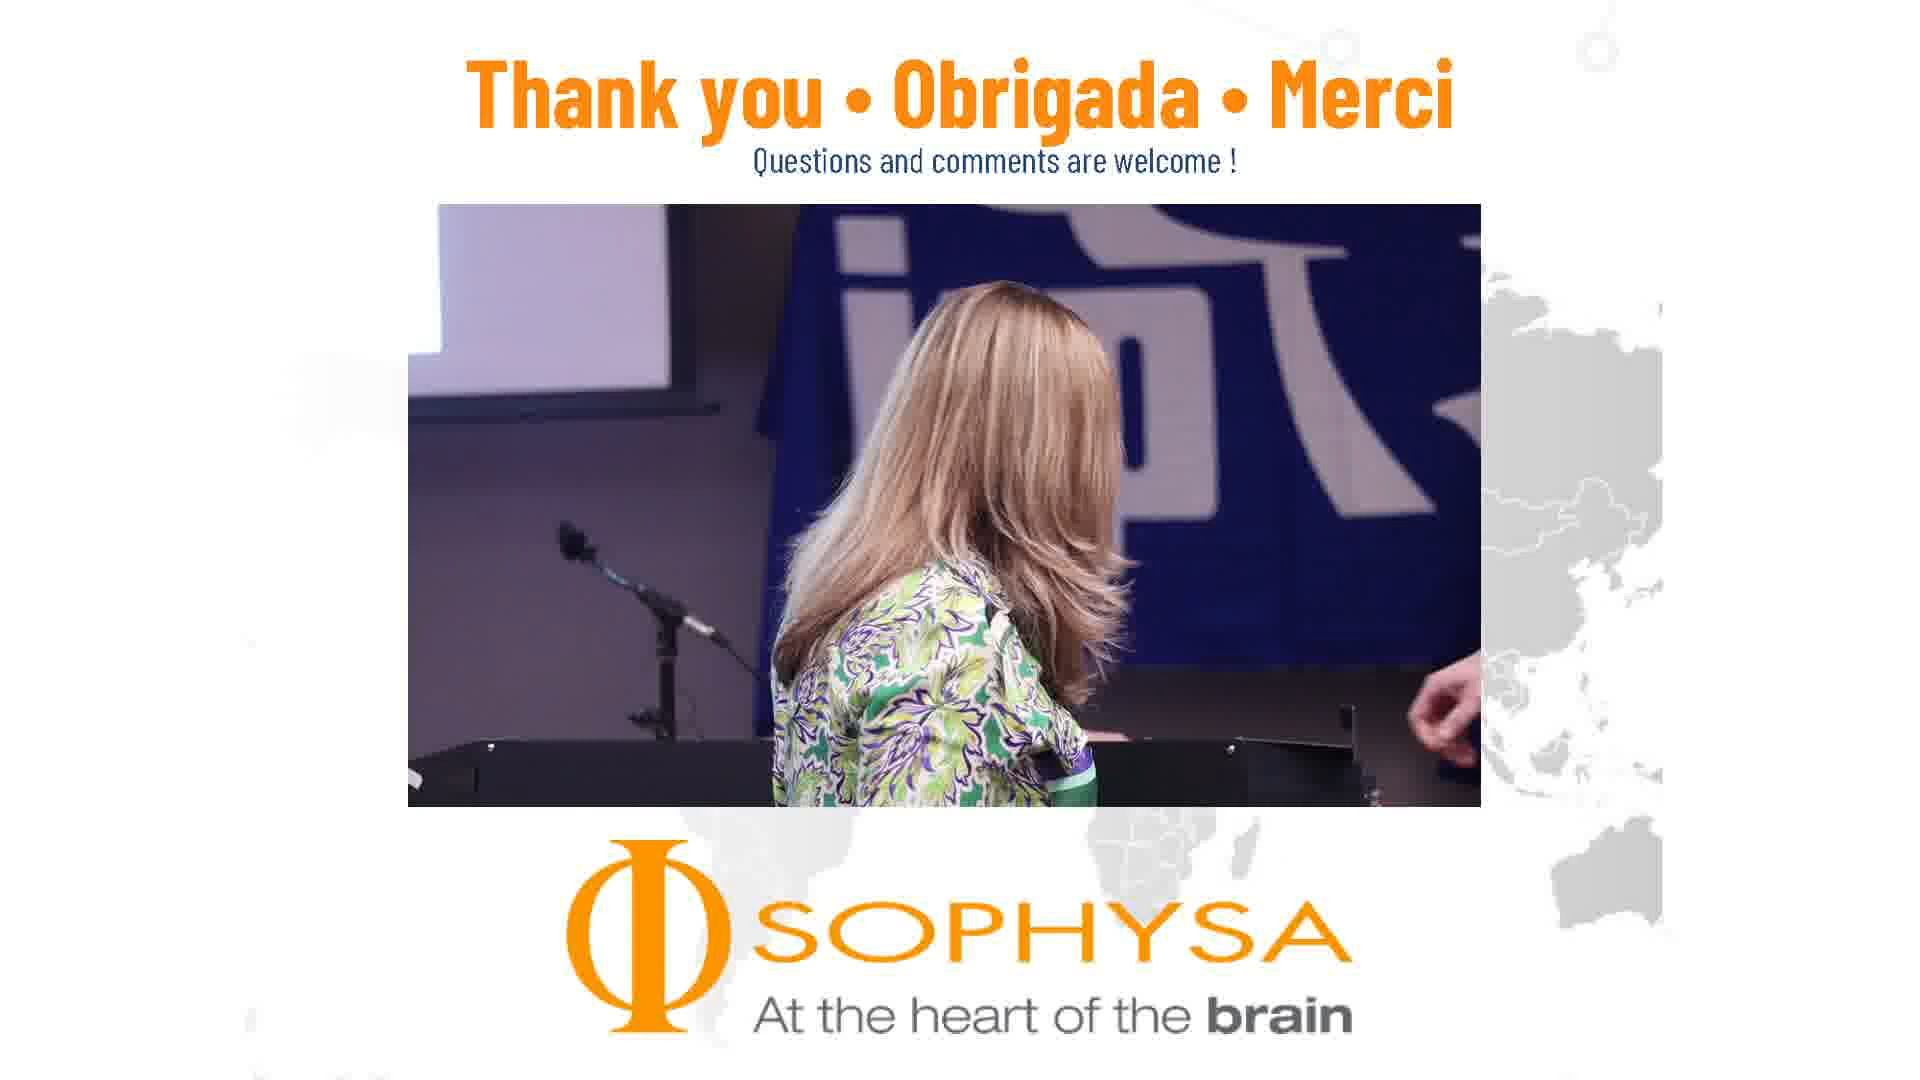 Thank you • Obrigada • Merci
Questions and comments are welcome !
SOPHYSA
At the heart of the brain